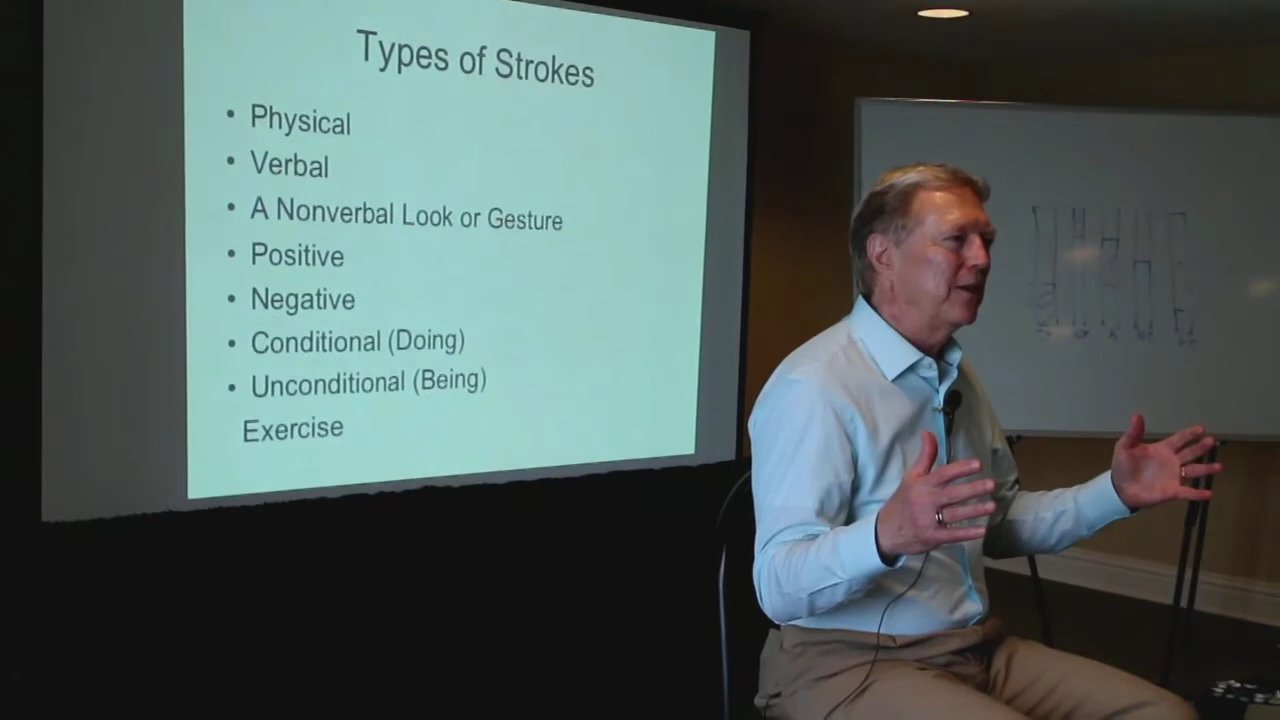 Types of Strokes
• Physical
• Verbal
• A Nonverbal Look or Gesture
• Positive
• Negative
• Conditional (Doing)
• Unconditional (Being)
Exercise